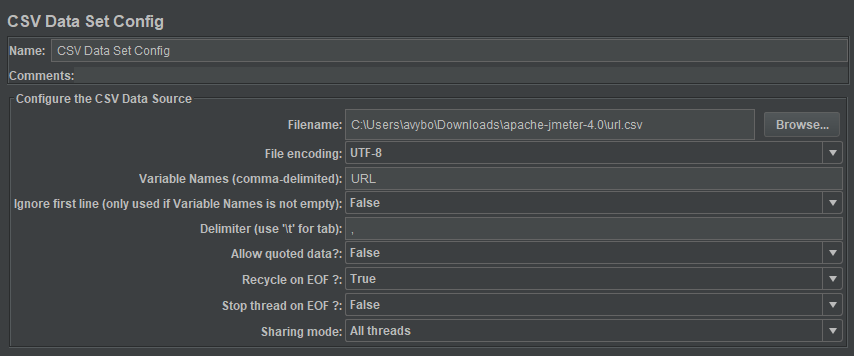 CSV Data Set Config
Name: CSV Data Set Config
Comments:
Configure the CSV Data Source
Filename: C:\Users\avybo\Downloads\apache-jmeter-4.0\url.csv Browse...
File encoding: UTF-8
Variable Names (comma-delimited): URL
Ignore first line (only used if Variable Names is not empty): False
Delimiter (use '\t' for tab): ,
Allow quoted data?: False
Recycle on EOF ?: True
Stop thread on EOF ?: False
Sharing mode: All threads